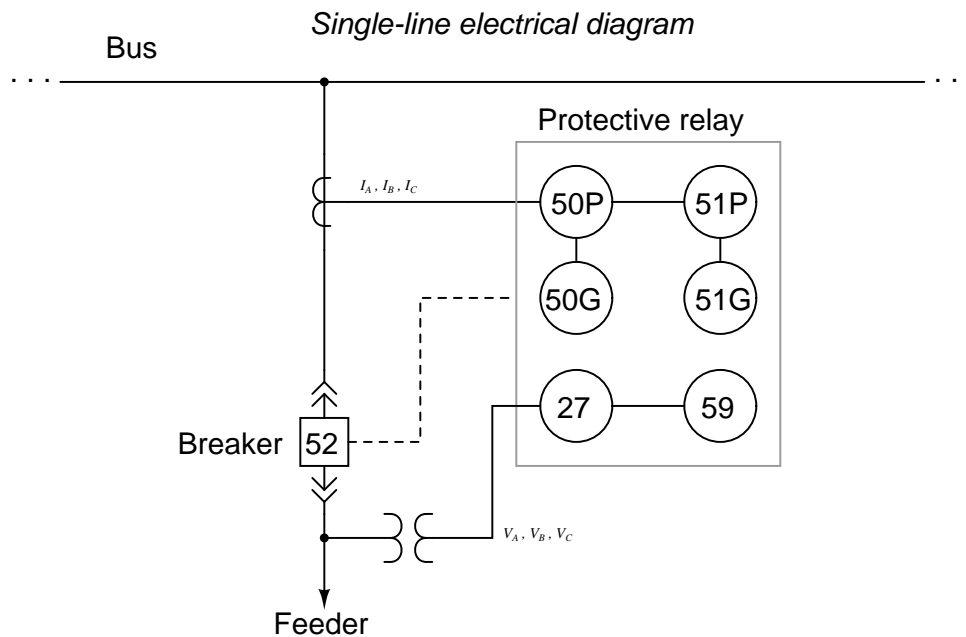 Single-line electrical diagram
Bus
Protective relay
I_A , I_B , I_C
50P
51P
50G
51G
27
59
Breaker
52
V_A , V_B , V_C
Feeder